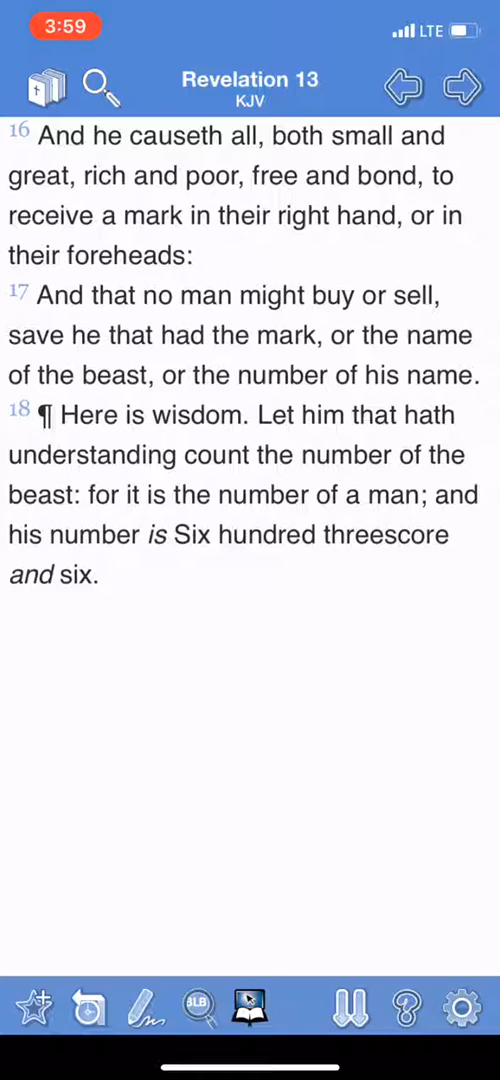 3:59
LTE
Revelation 13
KJV
16 And he causeth all, both small and
great, rich and poor, free and bond, to
receive a mark in their right hand, or in
their foreheads:
17 And that no man might buy or sell,
save he that had the mark, or the name
of the beast, or the number of his name.
18 ¶ Here is wisdom. Let him that hath
understanding count the number of the
beast: for it is the number of a man; and
his number is Six hundred threescore
and six.
BLB